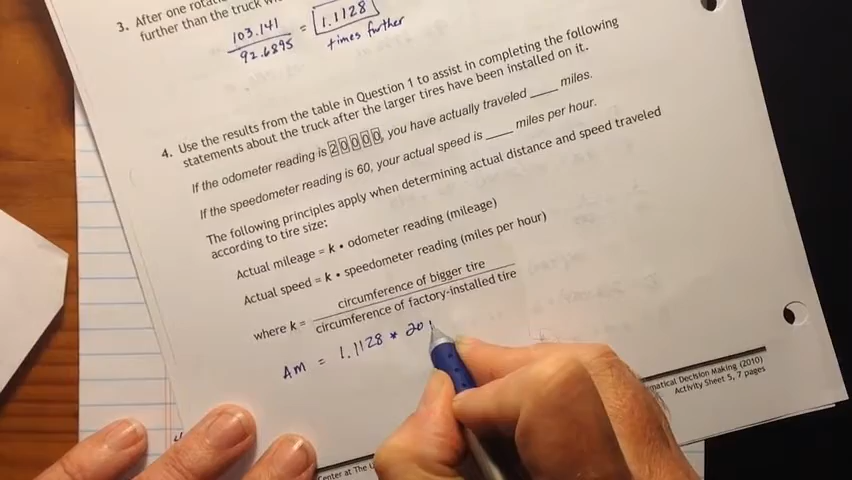 3. After one rotati
further than the truck w
103.141
92.6895
= 1.1128
times further
4. Use the results from the table in Question 1 to assist in completing the following
statements about the truck after the larger tires have been installed on it.
If the odometer reading is 20000, you have actually traveled ____ miles.
If the speedometer reading is 60, your actual speed is ____ miles per hour.
The following principles apply when determining actual distance and speed traveled
according to tire size:
Actual mileage = k • odometer reading (mileage)
Actual speed = k • speedometer reading (miles per hour)
where k = circumference of bigger tire
circumference of factory-installed tire
AM = 1.1128 * 20
matical Decision Making (2010)
Activity Sheet 5, 7 pages
Center at The U